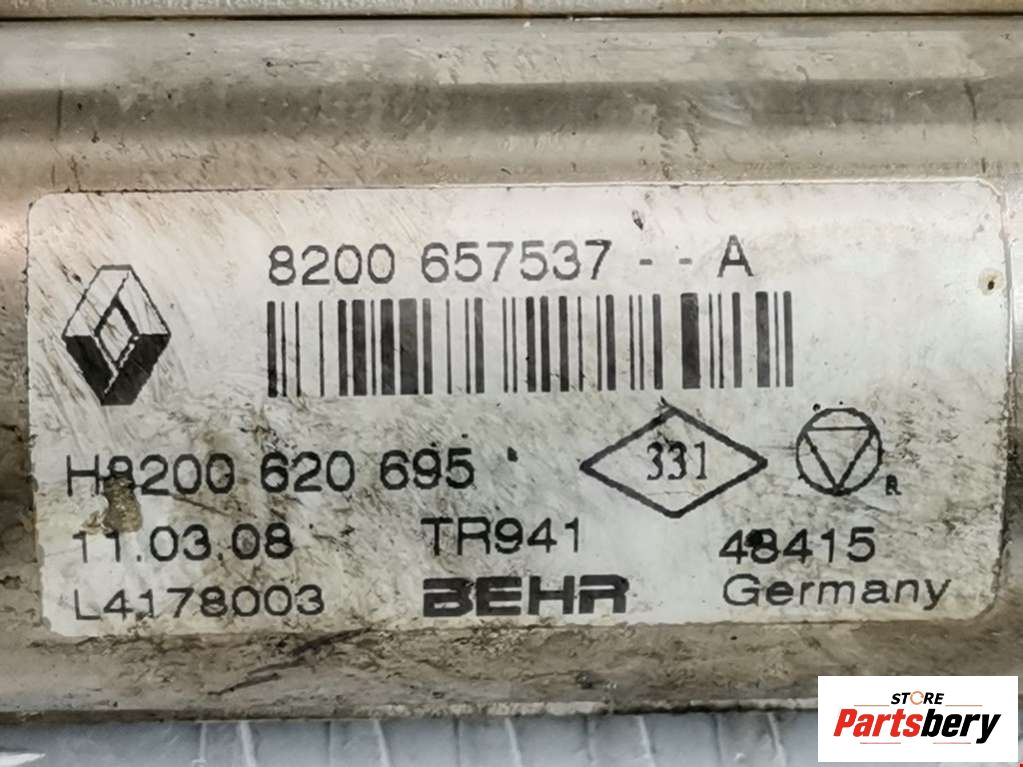 8200 657537 - - A
H8200 620 695
331
R
11.03.08 TR941 48415
L4178003 BEHR Germany
STORE
Partsbery